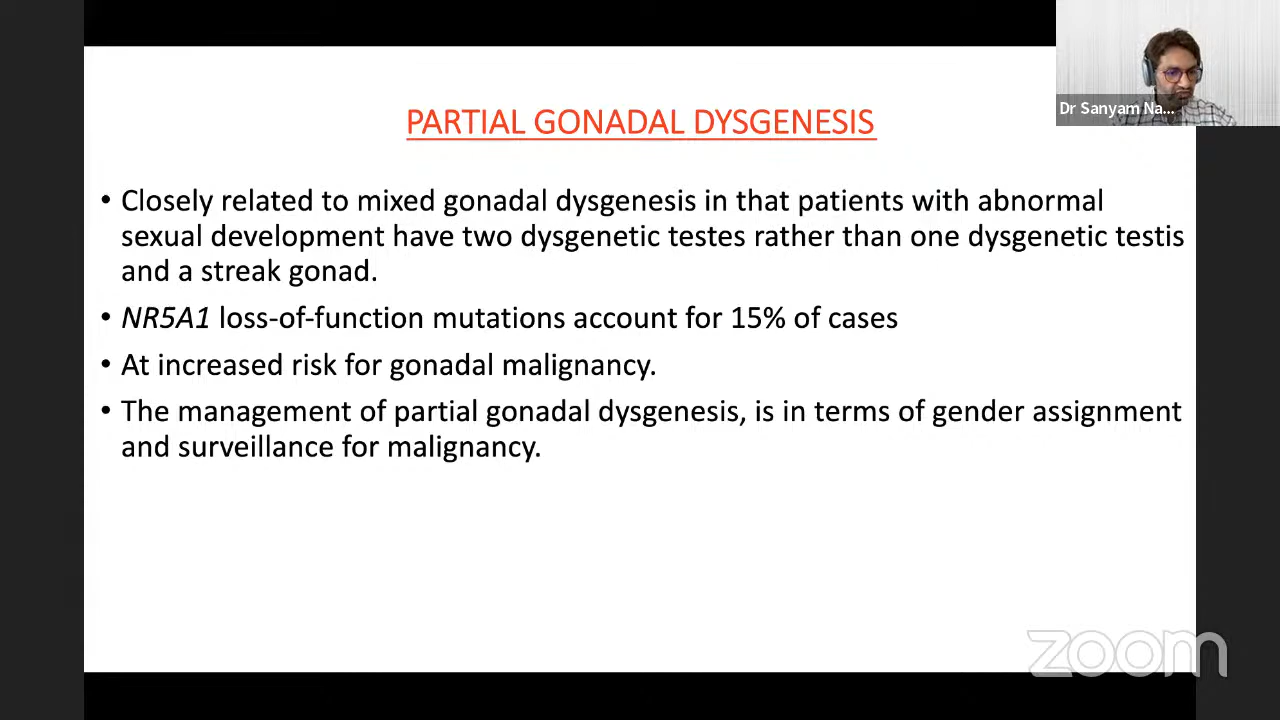 PARTIAL GONADAL DYSGENESIS
• Closely related to mixed gonadal dysgenesis in that patients with abnormal
sexual development have two dysgenetic testes rather than one dysgenetic testis
and a streak gonad.
• NR5A1 loss-of-function mutations account for 15% of cases
• At increased risk for gonadal malignancy.
• The management of partial gonadal dysgenesis, is in terms of gender assignment
and surveillance for malignancy.
Dr Sanyam Na...
zoom